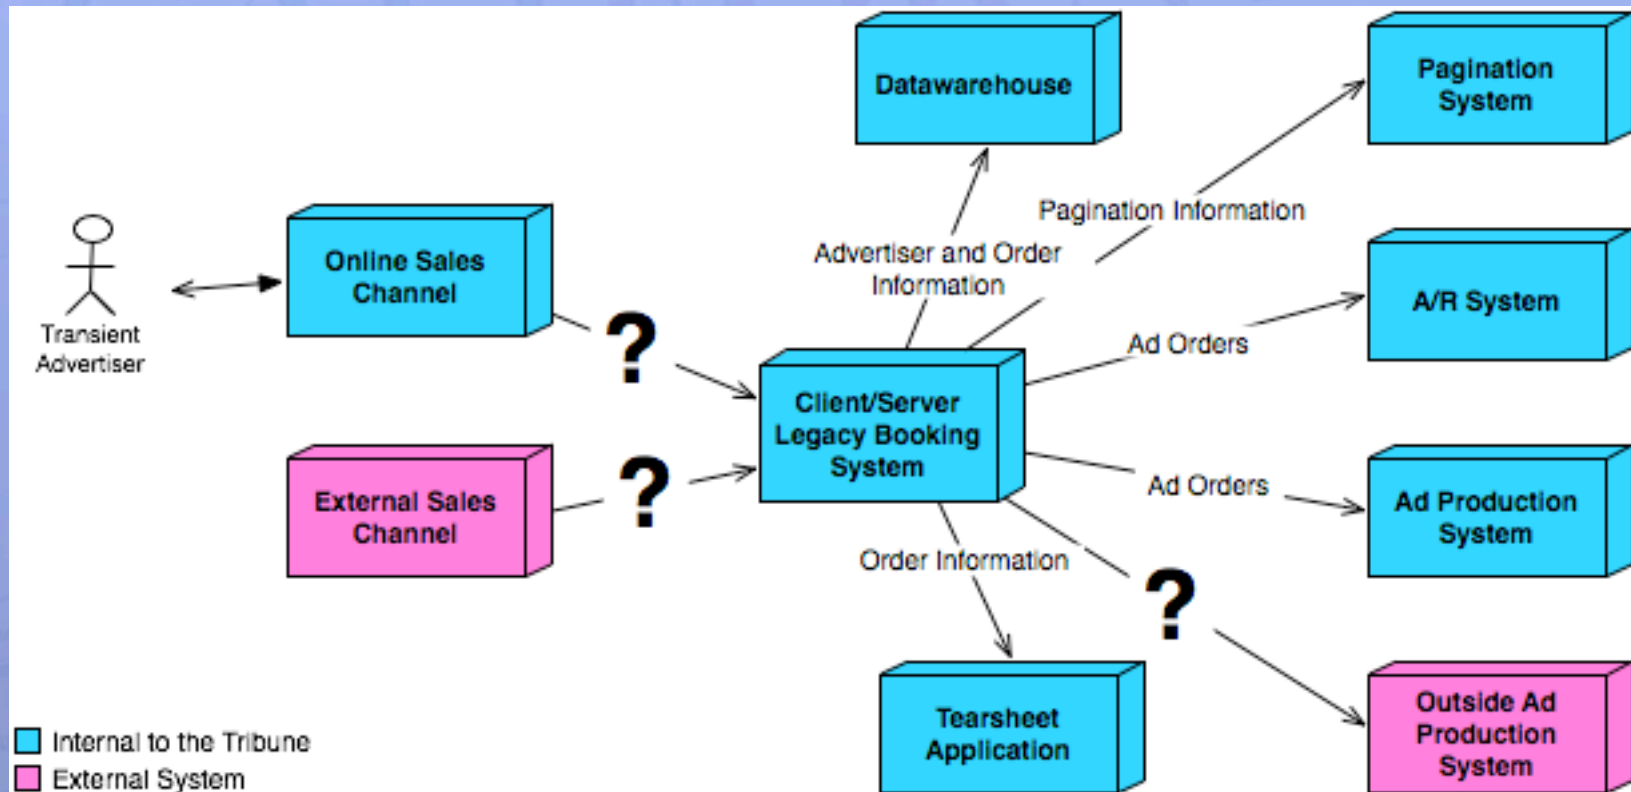 Datawarehouse
Pagination
System
Pagination Information
Online Sales
Channel
Advertiser and Order
Information
A/R System
Transient
Advertiser
?
Ad Orders
Client/Server
Legacy Booking
System
External Sales
Channel
?
Ad Orders
Ad Production
System
Order Information
?
Tearsheet
Application
Outside Ad
Production
System
Internal to the Tribune
External System